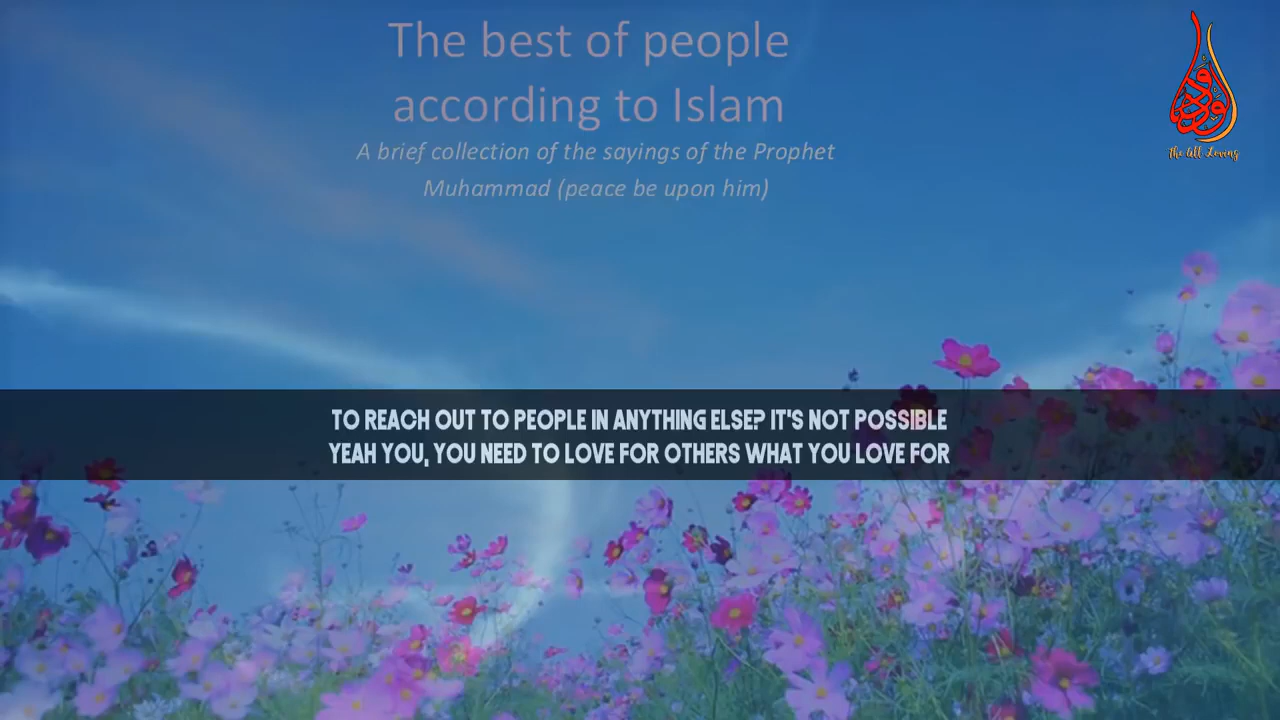 The best of people
according to Islam
A brief collection of the sayings of the Prophet
Muhammad (peace be upon him)
The All Loving
TO REACH OUT TO PEOPLE IN ANYTHING ELSE? IT'S NOT POSSIBLE
YEAH YOU, YOU NEED TO LOVE FOR OTHERS WHAT YOU LOVE FOR